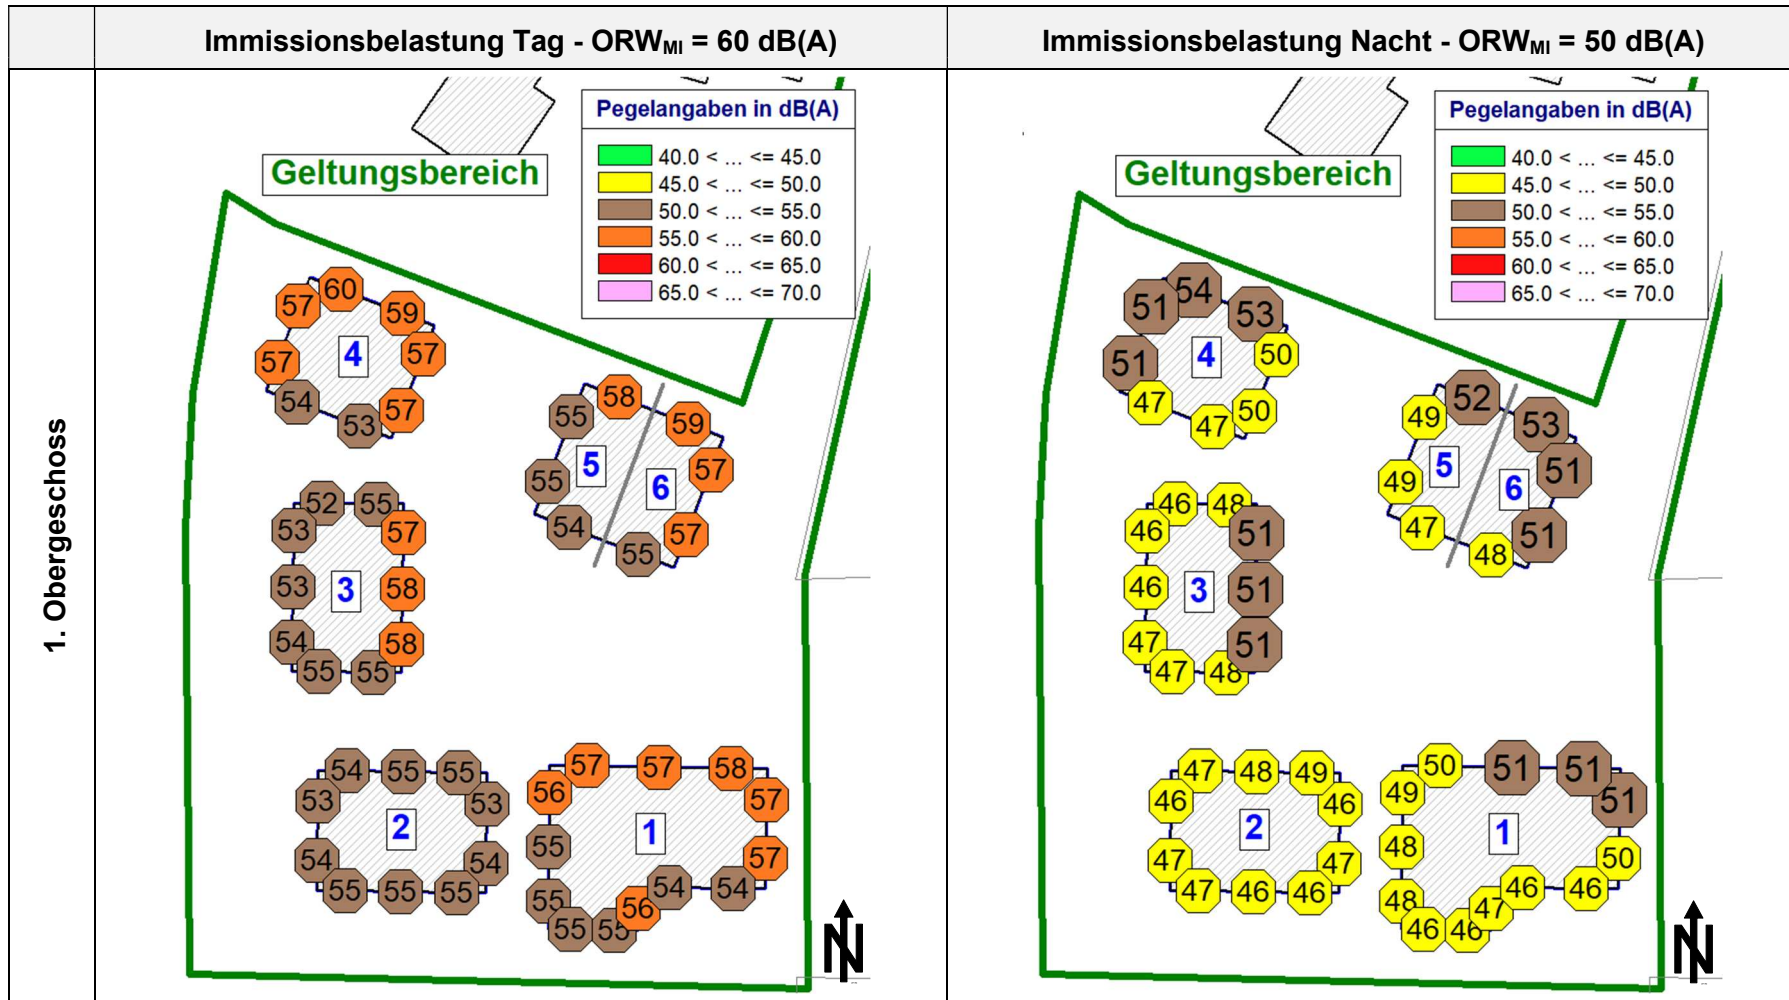 Immissionsbelastung Tag - ORWMI = 60 dB(A)
Immissionsbelastung Nacht - ORWMI = 50 dB(A)
1. Obergeschoss
Pegelangaben in dB(A)
40.0 < ... <= 45.0
45.0 < ... <= 50.0
50.0 < ... <= 55.0
55.0 < ... <= 60.0
60.0 < ... <= 65.0
65.0 < ... <= 70.0
Geltungsbereich
57 60 59
57 4 57
54 53 57
55 58 59
55 5 6 57
54 55 57
52 55
53 57
53 3 58
54 58
55 55
54 55 55
53 53
2
54 54
55 55 55
57 57 58
56 57
55 1 57
55 56 54 54
55 55
N
Pegelangaben in dB(A)
40.0 < ... <= 45.0
45.0 < ... <= 50.0
50.0 < ... <= 55.0
55.0 < ... <= 60.0
60.0 < ... <= 65.0
65.0 < ... <= 70.0
Geltungsbereich
51 54 53
51 4 50
47 47 50
49 52 53
49 5 6 51
47 48 51
46 48
46 51
46 3 51
47 51
47 48
47 48 49
46 46
2
47 47
47 46 46
50 51 51
49 51
48 1 50
48 47 46 46
46 46
N